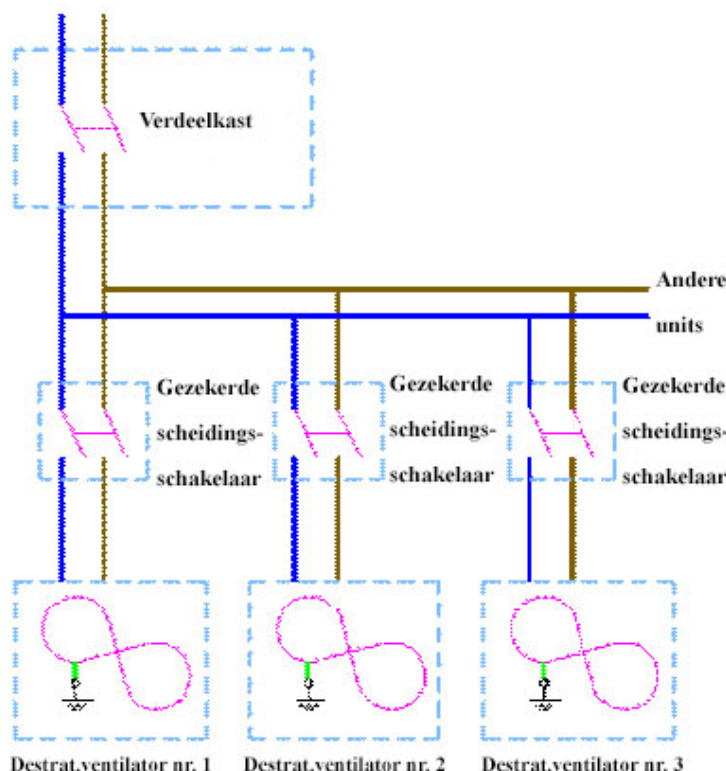 Verdeelkast
Andere
units
Gezekerde
scheidings-
schakelaar
Gezekerde
scheidings-
schakelaar
Gezekerde
scheidings-
schakelaar
Destrat.ventilator nr. 1
Destrat.ventilator nr. 2
Destrat.ventilator nr. 3